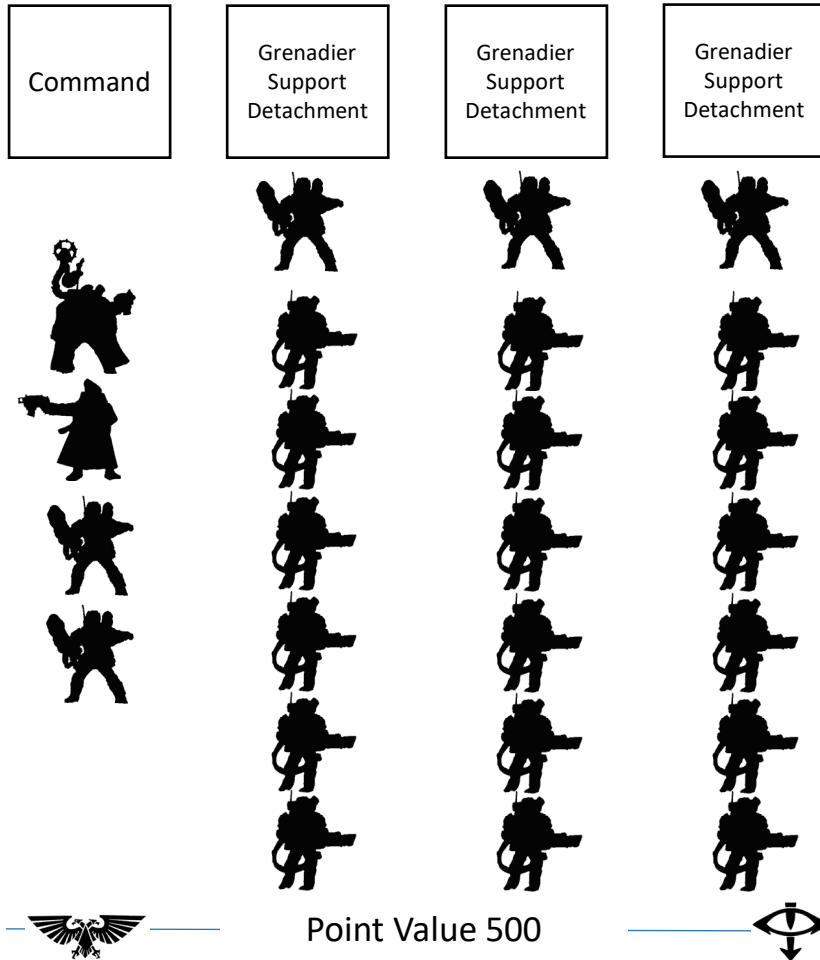 Command
Grenadier
Support
Detachment
Grenadier
Support
Detachment
Grenadier
Support
Detachment
Point Value 500